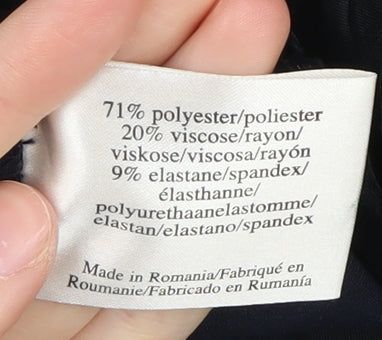 71% polyester/poliester
20% viscose/rayon/
viskose/viscosa/rayón
9% elastane/spandex/
élasthanne/
polyurethaanelastomme/
elastan/elastano/spandex
Made in Romania/Fabriqué en
Roumanie/Fabricado en Rumanía